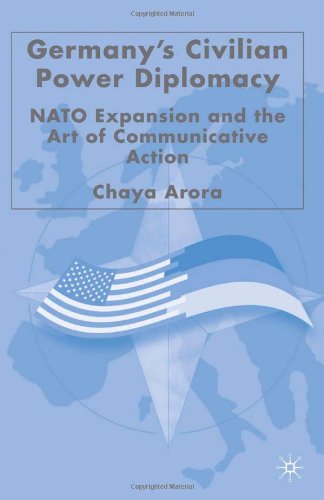 Germany's Civilian
Power Diplomacy
NATO Expansion and the
Art of Communicative
Action
Chaya Arora